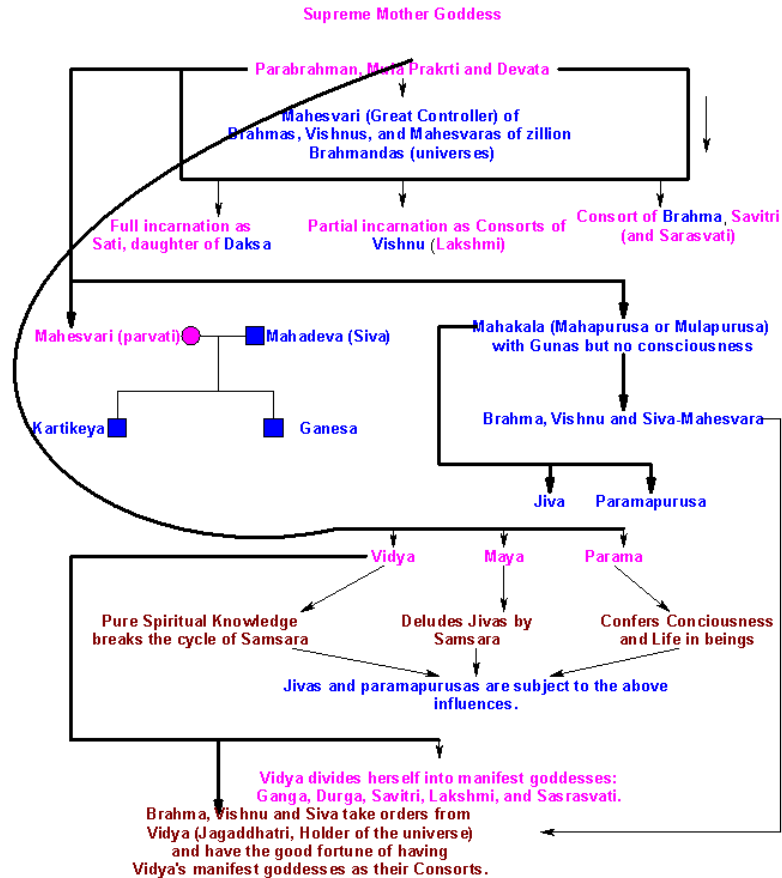 Supreme Mother Goddess
Parabrahman, Mula Prakrti and Devata
Mahesvari (Great Controller) of
Brahmas, Vishnus, and Mahesvaras of zillion
Brahmandas (universes)
Full incarnation as
Sati, daughter of Daksa
Partial incarnation as Consorts of
Vishnu (Lakshmi)
Consort of Brahma, Savitri
(and Sarasvati)
Mahesvari (parvati)
Mahadeva (Siva)
Mahakala (Mahapurusa or Mulapurusa)
with Gunas but no consciousness
Kartikeya
Ganesa
Brahma, Vishnu and Siva-Mahesvara
Jiva
Paramapurusa
Vidya
Maya
Parama
Pure Spiritual Knowledge
breaks the cycle of Samsara
Deludes Jivas by
Samsara
Confers Conciousness
and Life in beings
Jivas and paramapurusas are subject to the above
influences.
Vidya divides herself into manifest goddesses:
Ganga, Durga, Savitri, Lakshmi, and Sasrasvati.
Brahma, Vishnu and Siva take orders from
Vidya (Jagaddhatri, Holder of the universe)
and have the good fortune of having
Vidya's manifest goddesses as their Consorts.